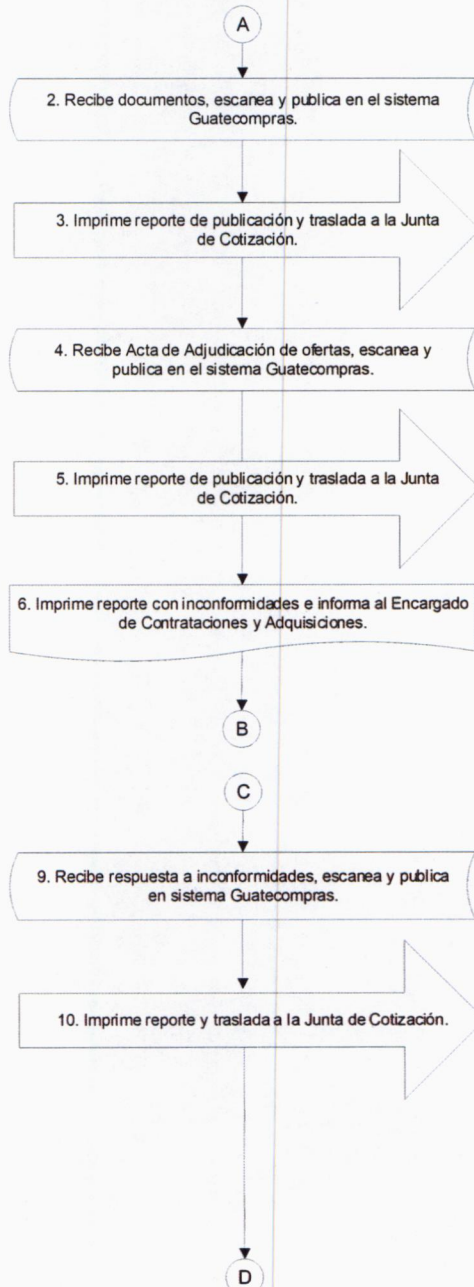 A
2. Recibe documentos, escanea y publica en el sistema
Guatecompras.
3. Imprime reporte de publicación y traslada a la Junta
de Cotización.
4. Recibe Acta de Adjudicación de ofertas, escanea y
publica en el sistema Guatecompras.
5. Imprime reporte de publicación y traslada a la Junta
de Cotización.
6. Imprime reporte con inconformidades e informa al Encargado
de Contrataciones y Adquisiciones.
B
C
9. Recibe respuesta a inconformidades, escanea y publica
en sistema Guatecompras.
10. Imprime reporte y traslada a la Junta de Cotización.
D